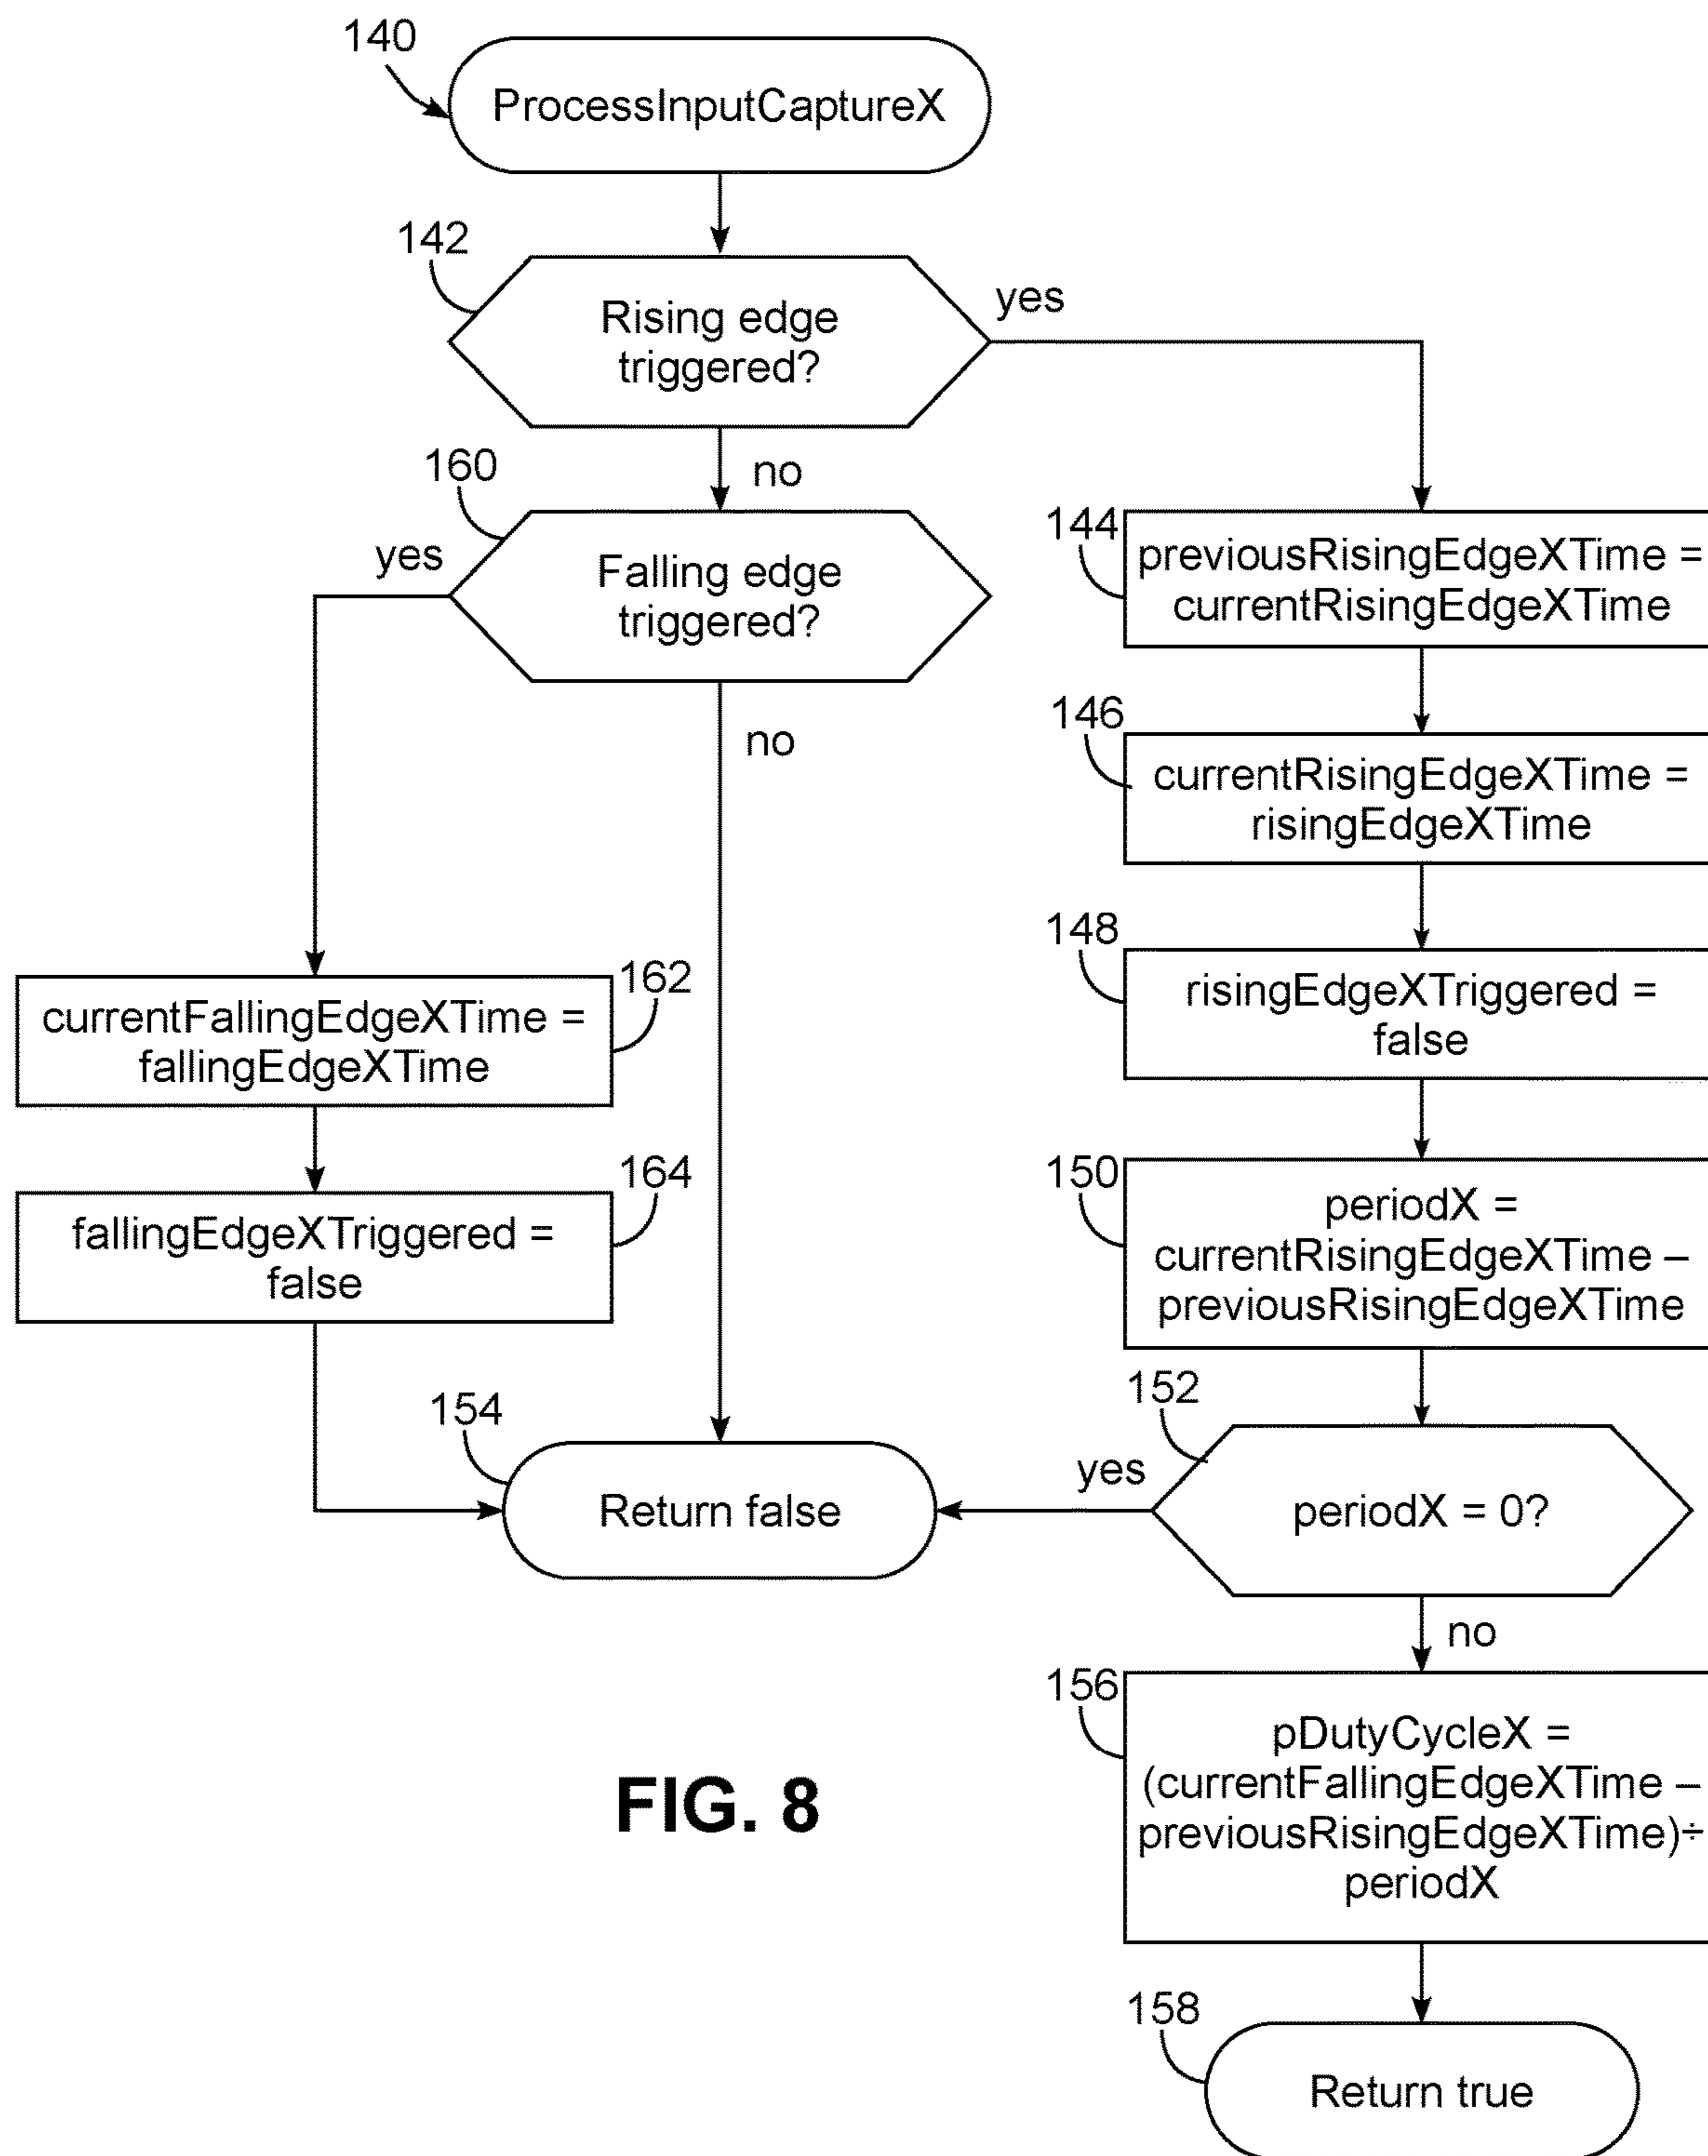 140
ProcessInputCaptureX
142
Rising edge
triggered?
yes
no
160
Falling edge
triggered?
yes
no
144
previousRisingEdgeXTime =
currentRisingEdgeXTime
146
currentRisingEdgeXTime =
risingEdgeXTime
148
risingEdgeXTriggered =
false
162
currentFallingEdgeXTime =
fallingEdgeXTime
164
fallingEdgeXTriggered =
false
150
periodX =
currentRisingEdgeXTime –
previousRisingEdgeXTime
152
periodX = 0?
yes
no
154
Return false
156
pDutyCycleX =
(currentFallingEdgeXTime –
previousRisingEdgeXTime)÷
periodX
158
Return true
FIG. 8